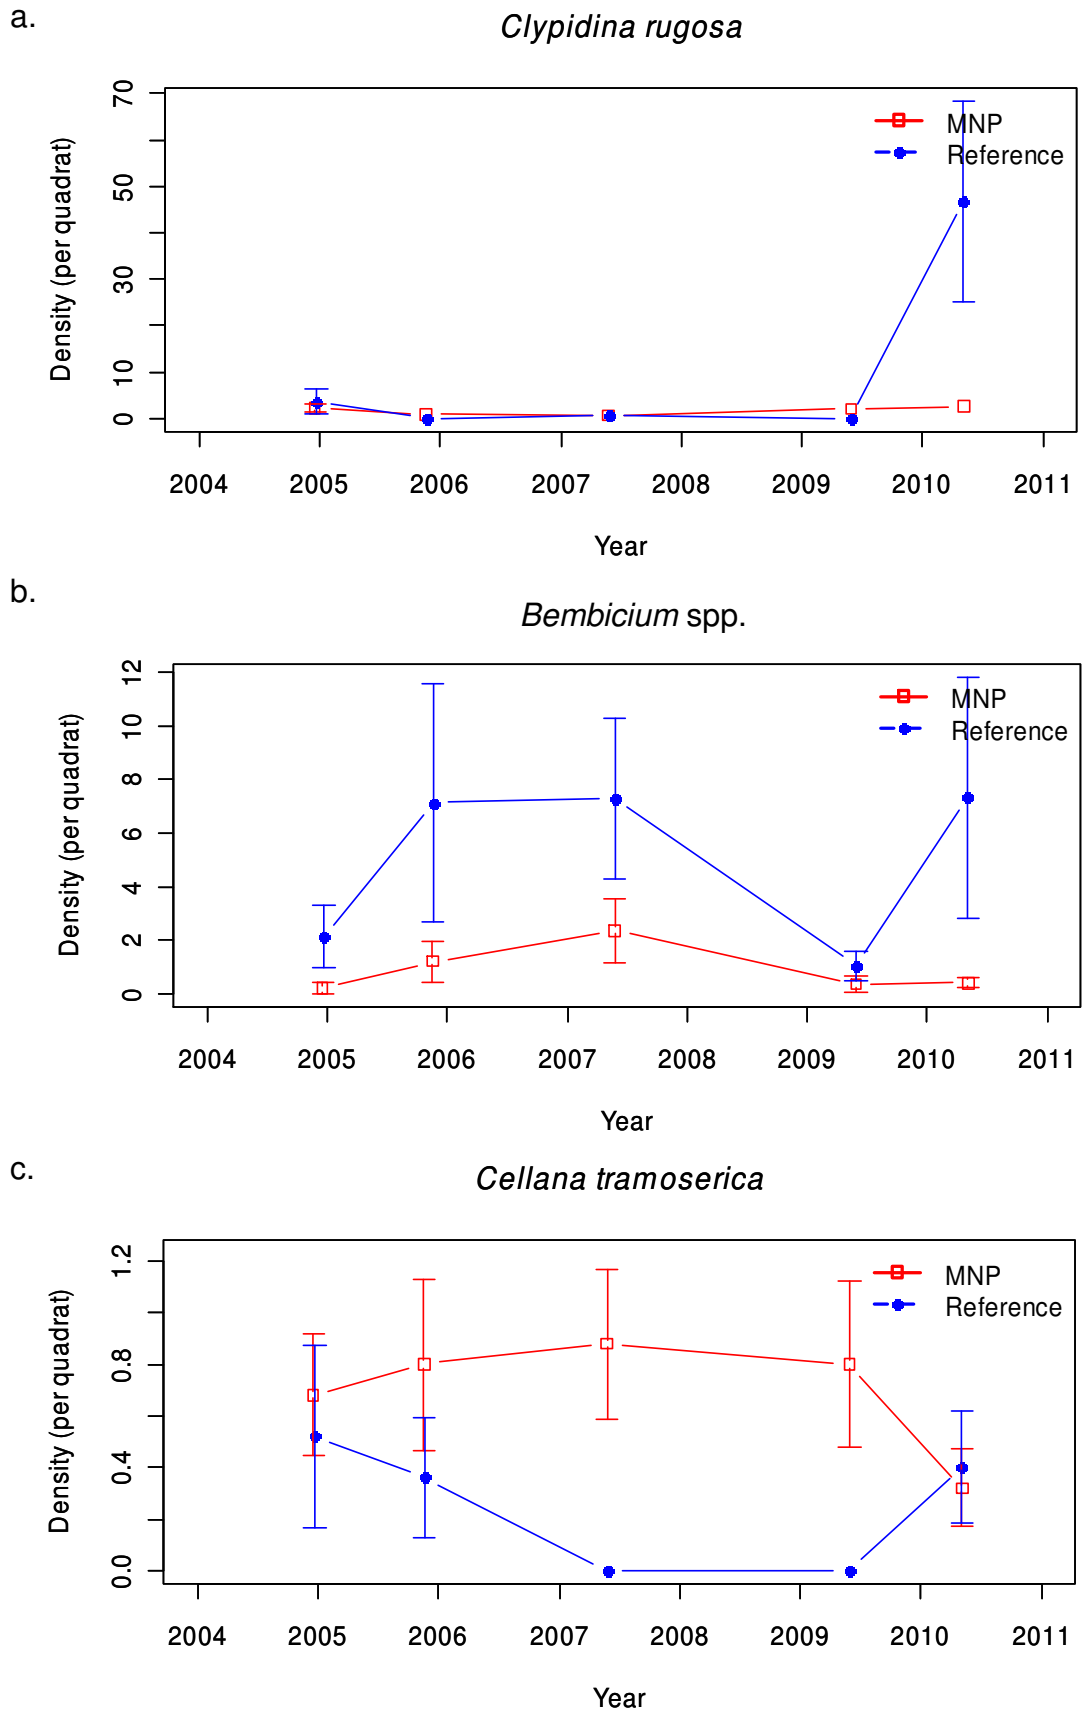 a.
Clypidina rugosa
Density (per quadrat)
70
50
30
10
0
MNP
Reference
2004 2005 2006 2007 2008 2009 2010 2011
Year
b.
Bembicium spp.
Density (per quadrat)
12
10
8
6
4
2
0
MNP
Reference
2004 2005 2006 2007 2008 2009 2010 2011
Year
c.
Cellana tramoserica
Density (per quadrat)
1.2
0.8
0.4
0.0
MNP
Reference
2004 2005 2006 2007 2008 2009 2010 2011
Year